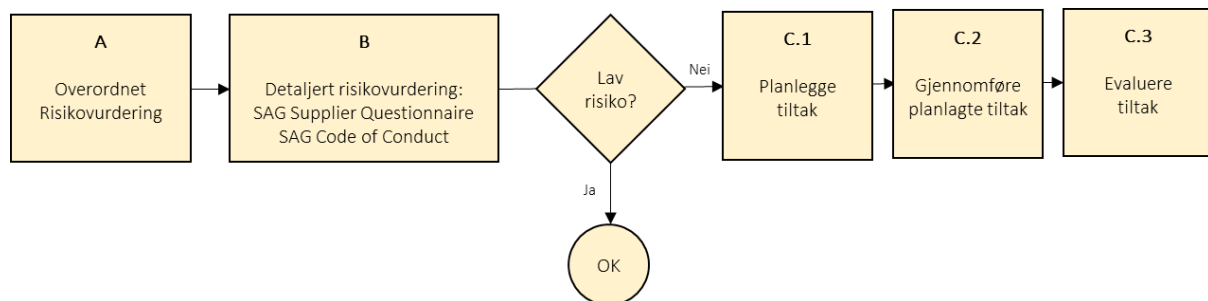 A
Overordnet
Risikovurdering
B
Detaljert risikovurdering:
SAG Supplier Questionnaire
SAG Code of Conduct
Lav
risiko?
Nei
Ja
OK
C.1
Planlegge
tiltak
C.2
Gjennomføre
planlagte tiltak
C.3
Evaluere
tiltak